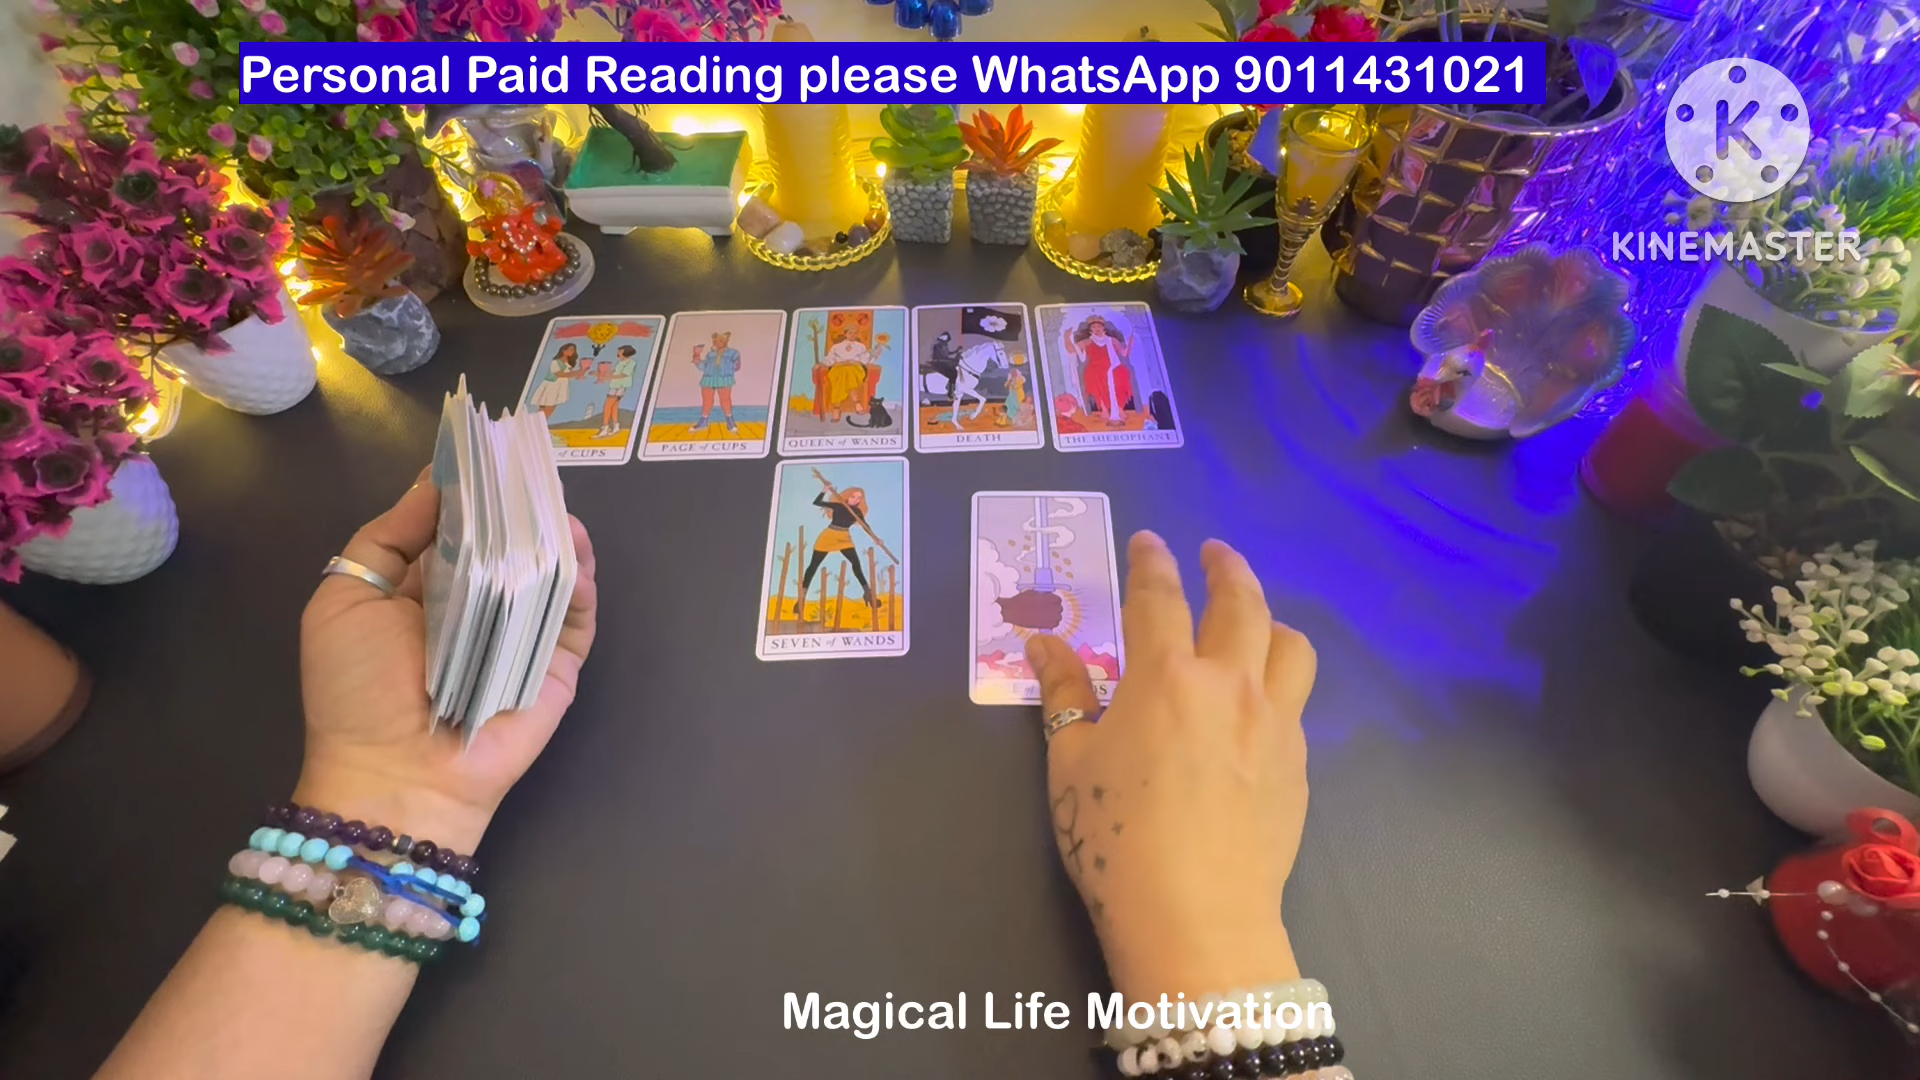 Personal Paid Reading please WhatsApp 9011431021
K
KINEMASTER
of CUPS
PAGE of CUPS
QUEEN of WANDS
DEATH
THE HIEROPHANT
SEVEN of WANDS
Magical Life Motivation